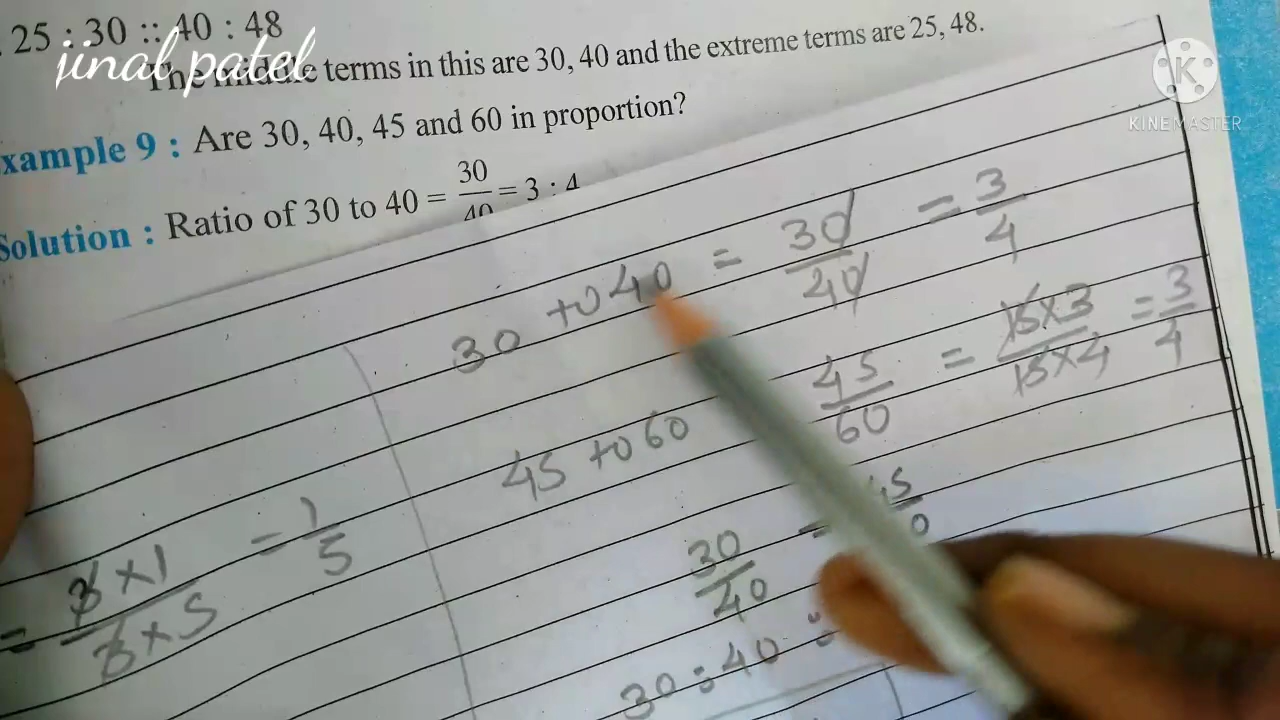 25 : 30 :: 40 : 48
jinal patel
The middle terms in this are 30, 40 and the extreme terms are 25, 48.
KINEMASTER
xample 9 : Are 30, 40, 45 and 60 in proportion?
Solution : Ratio of 30 to 40 = 30/40 = 3 : 4
30 to 40 = 30/40 = 3/4
45 to 60 45/60 = 15×3/15×4 = 3/4
30/40 = 5/0
= 3×1/3×5 = 1/5
30 : 40 :